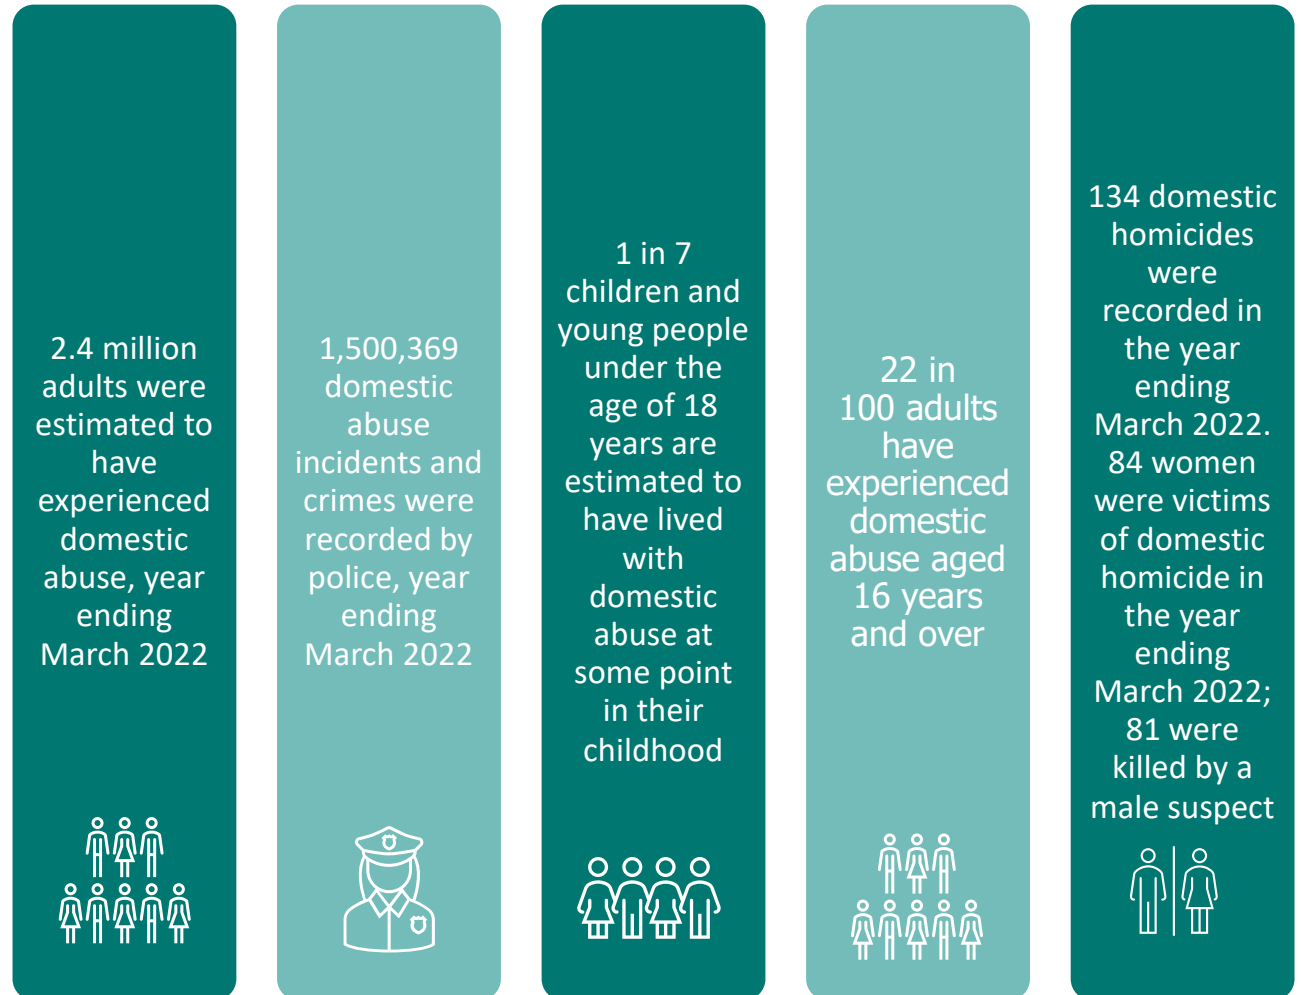 2.4 million
adults were
estimated to
have
experienced
domestic
abuse, year
ending
March 2022
1,500,369
domestic
abuse
incidents and
crimes were
recorded by
police, year
ending
March 2022
1 in 7
children and
young people
under the
age of 18
years are
estimated to
have lived
with
domestic
abuse at
some point
in their
childhood
22 in
100 adults
have
experienced
domestic
abuse aged
16 years
and over
134 domestic
homicides
were
recorded in
the year
ending
March 2022.
84 women
were victims
of domestic
homicide in
the year
ending
March 2022;
81 were
killed by a
male suspect